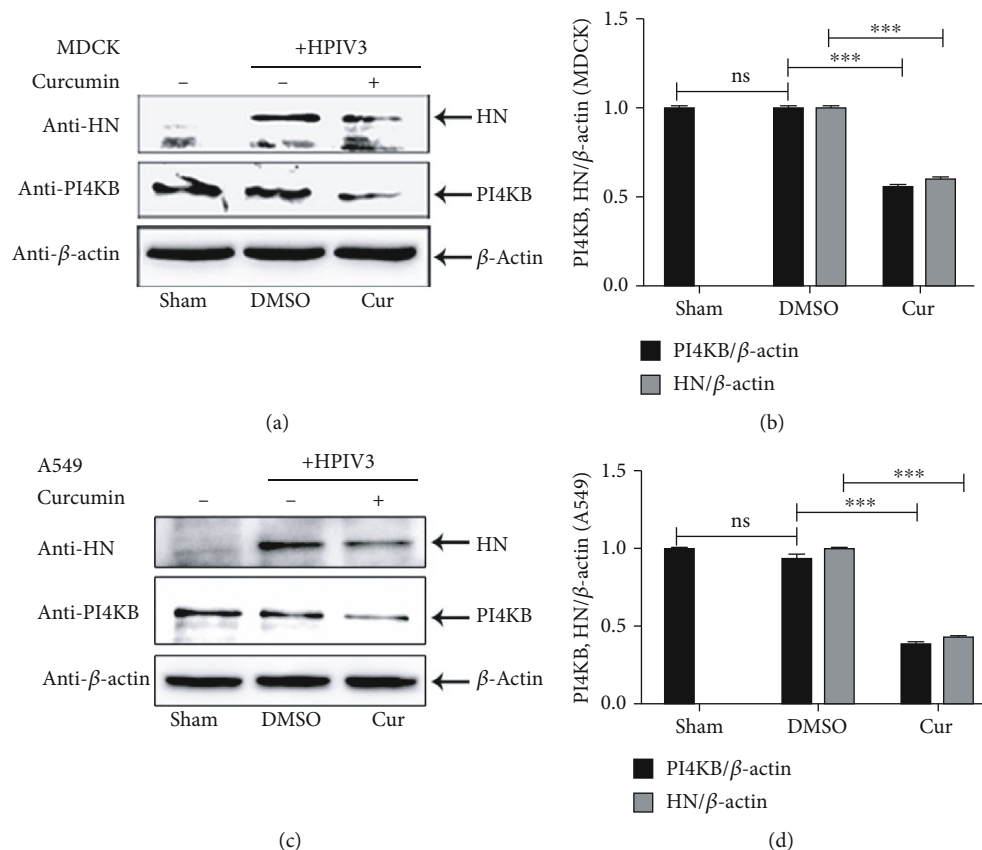 MDCK
+HPIV3
Curcumin – – +
Anti-HN
HN
Anti-PI4KB
PI4KB
Anti-β-actin
β-Actin
Sham DMSO Cur
(a)
PI4KB, HN/β-actin (MDCK)
1.5
1.0
0.5
0.0
ns
***
***
Sham DMSO Cur
PI4KB/β-actin
HN/β-actin
(b)
A549
+HPIV3
Curcumin – – +
Anti-HN
HN
Anti-PI4KB
PI4KB
Anti-β-actin
β-Actin
Sham DMSO Cur
(c)
PI4KB, HN/β-actin (A549)
1.5
1.0
0.5
0.0
ns
***
***
Sham DMSO Cur
PI4KB/β-actin
HN/β-actin
(d)